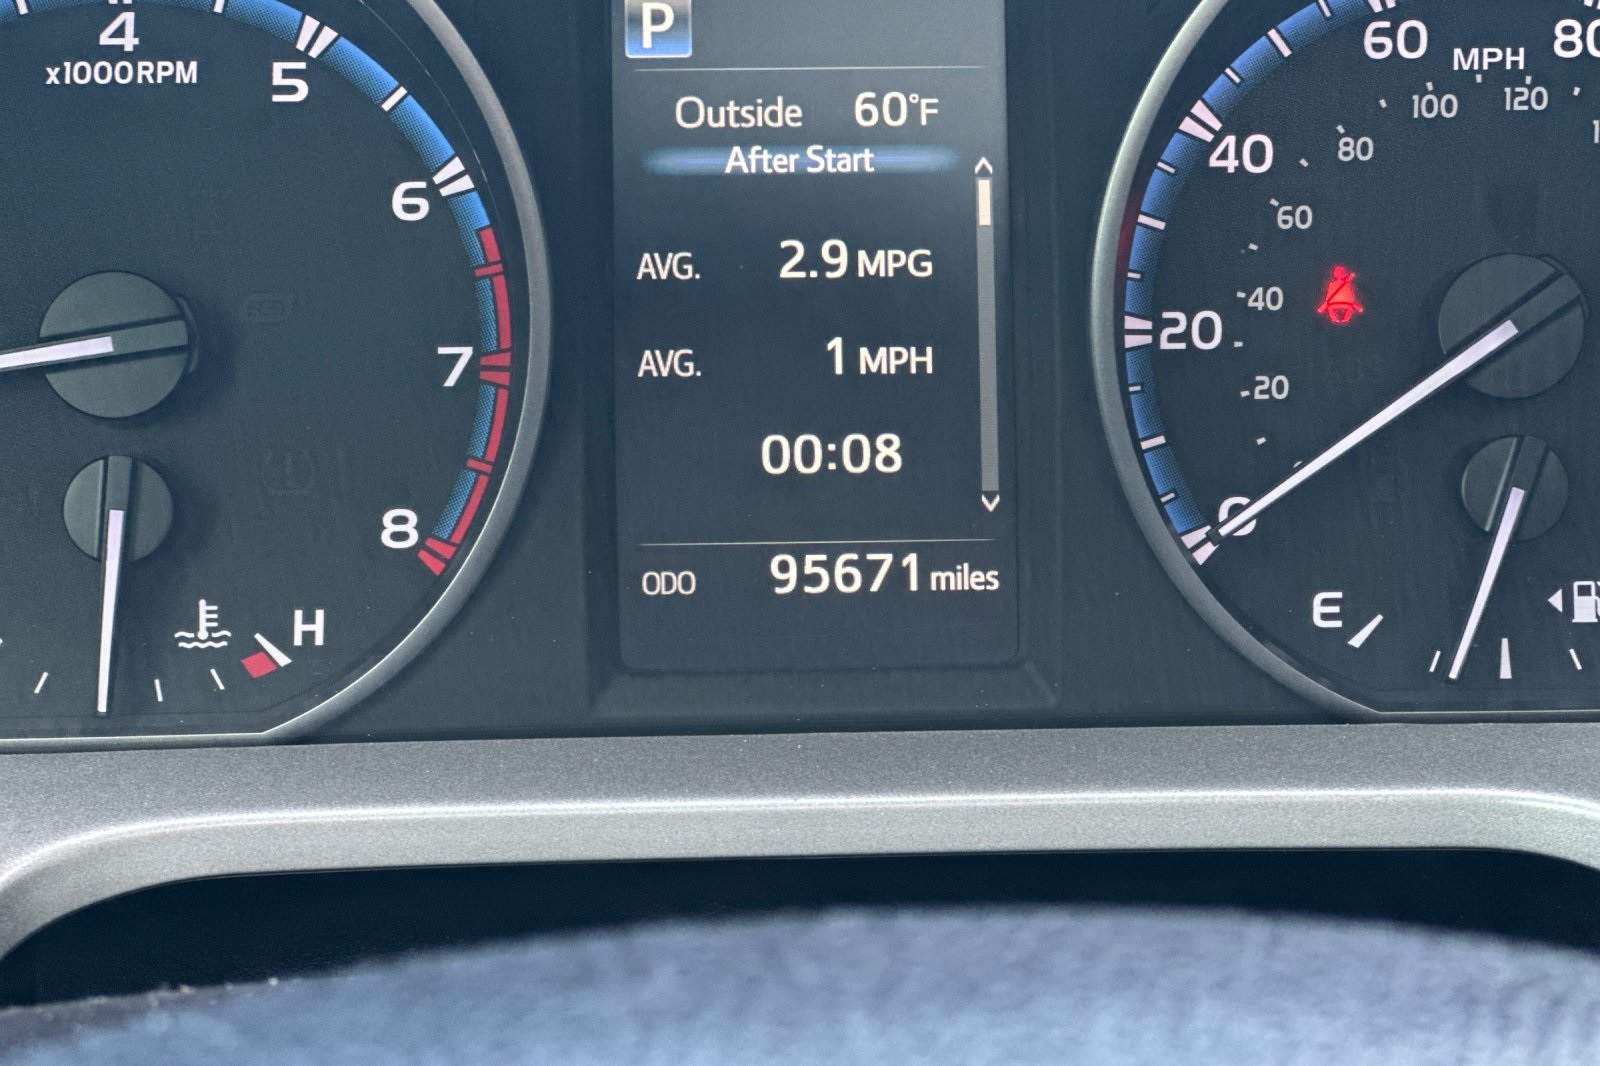 4
x1000RPM
5
6
7
8
H
P
Outside 60°F
After Start
AVG. 2.9 MPG
AVG. 1 MPH
00:08
ODO 95671 miles
60 MPH 80
100 120
40 80
60
40
20
20
0
E